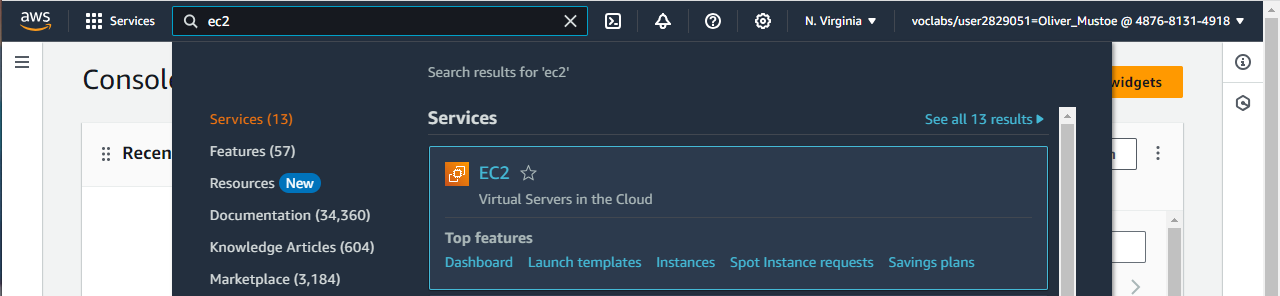 aws Services ec2 N. Virginia voclabs/user2829051=Oliver_Mustoe @ 4876-8131-4918
Search results for 'ec2'
widgets
Services (13)
Services
See all 13 results
Features (57)
Resources New
EC2
Virtual Servers in the Cloud
Documentation (34,360)
Knowledge Articles (604)
Top features
Dashboard Launch templates Instances Spot Instance requests Savings plans
Marketplace (3,184)